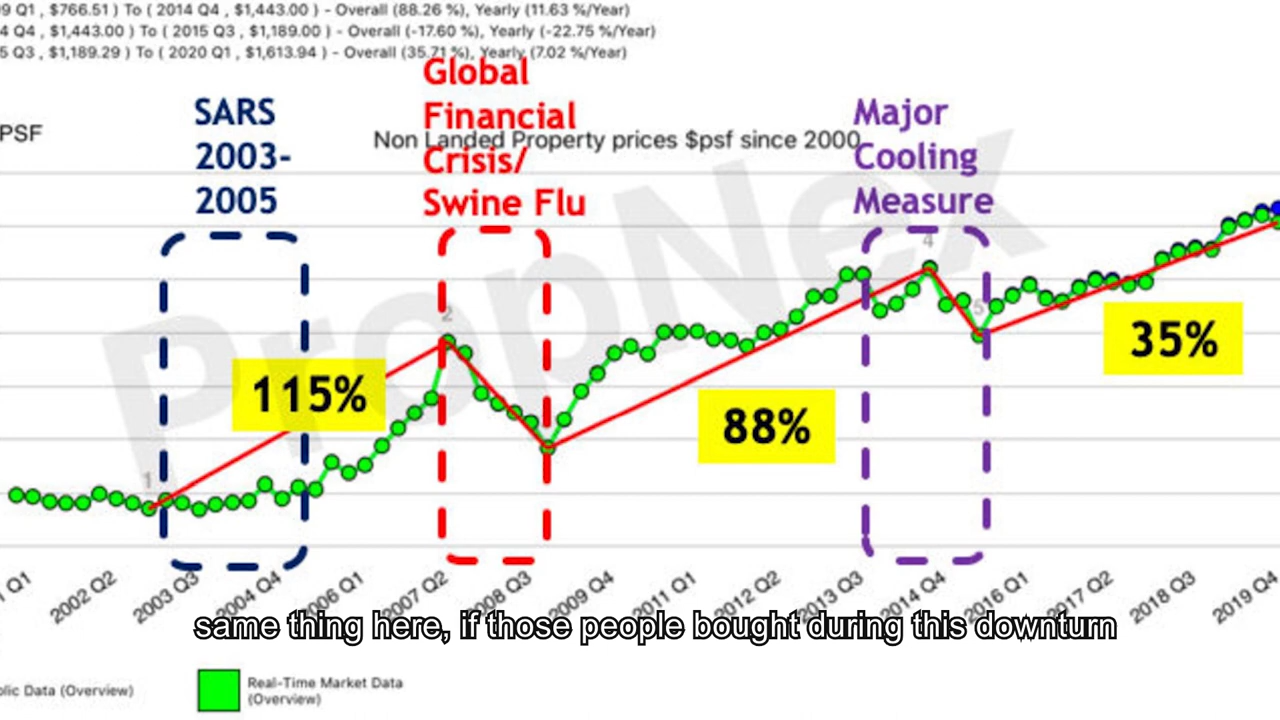 9 Q1 , $766.51 ) To ( 2014 Q4 , $1,443.00 ) - Overall (88.26 %), Yearly (11.63 %/Year)
4 Q4 , $1,443.00 ) To ( 2015 Q3 , $1,189.00 ) - Overall (-17.60 %), Yearly (-22.75 %/Year)
5 Q3 , $1,189.29 ) To ( 2020 Q1 , $1,613.94 ) - Overall (35.71 %), Yearly (7.02 %/Year)
PSF
Non Landed Property prices $psf since 2000
SARS
2003-
2005
Global
Financial
Crisis/
Swine Flu
Major
Cooling
Measure
PropNex
1
2
4
5
115%
88%
35%
1 Q1
2002 Q2
2003 Q3
2004 Q4
006 Q1
2007 Q2
2008 Q3
2009 Q4
2011 Q1
2012 Q2
2013 Q3
2014 Q4
2016 Q1
2017 Q2
2018 Q3
2019 Q4
same thing here, if those people bought during this downturn
lic Data (Overview)
Real-Time Market Data
(Overview)